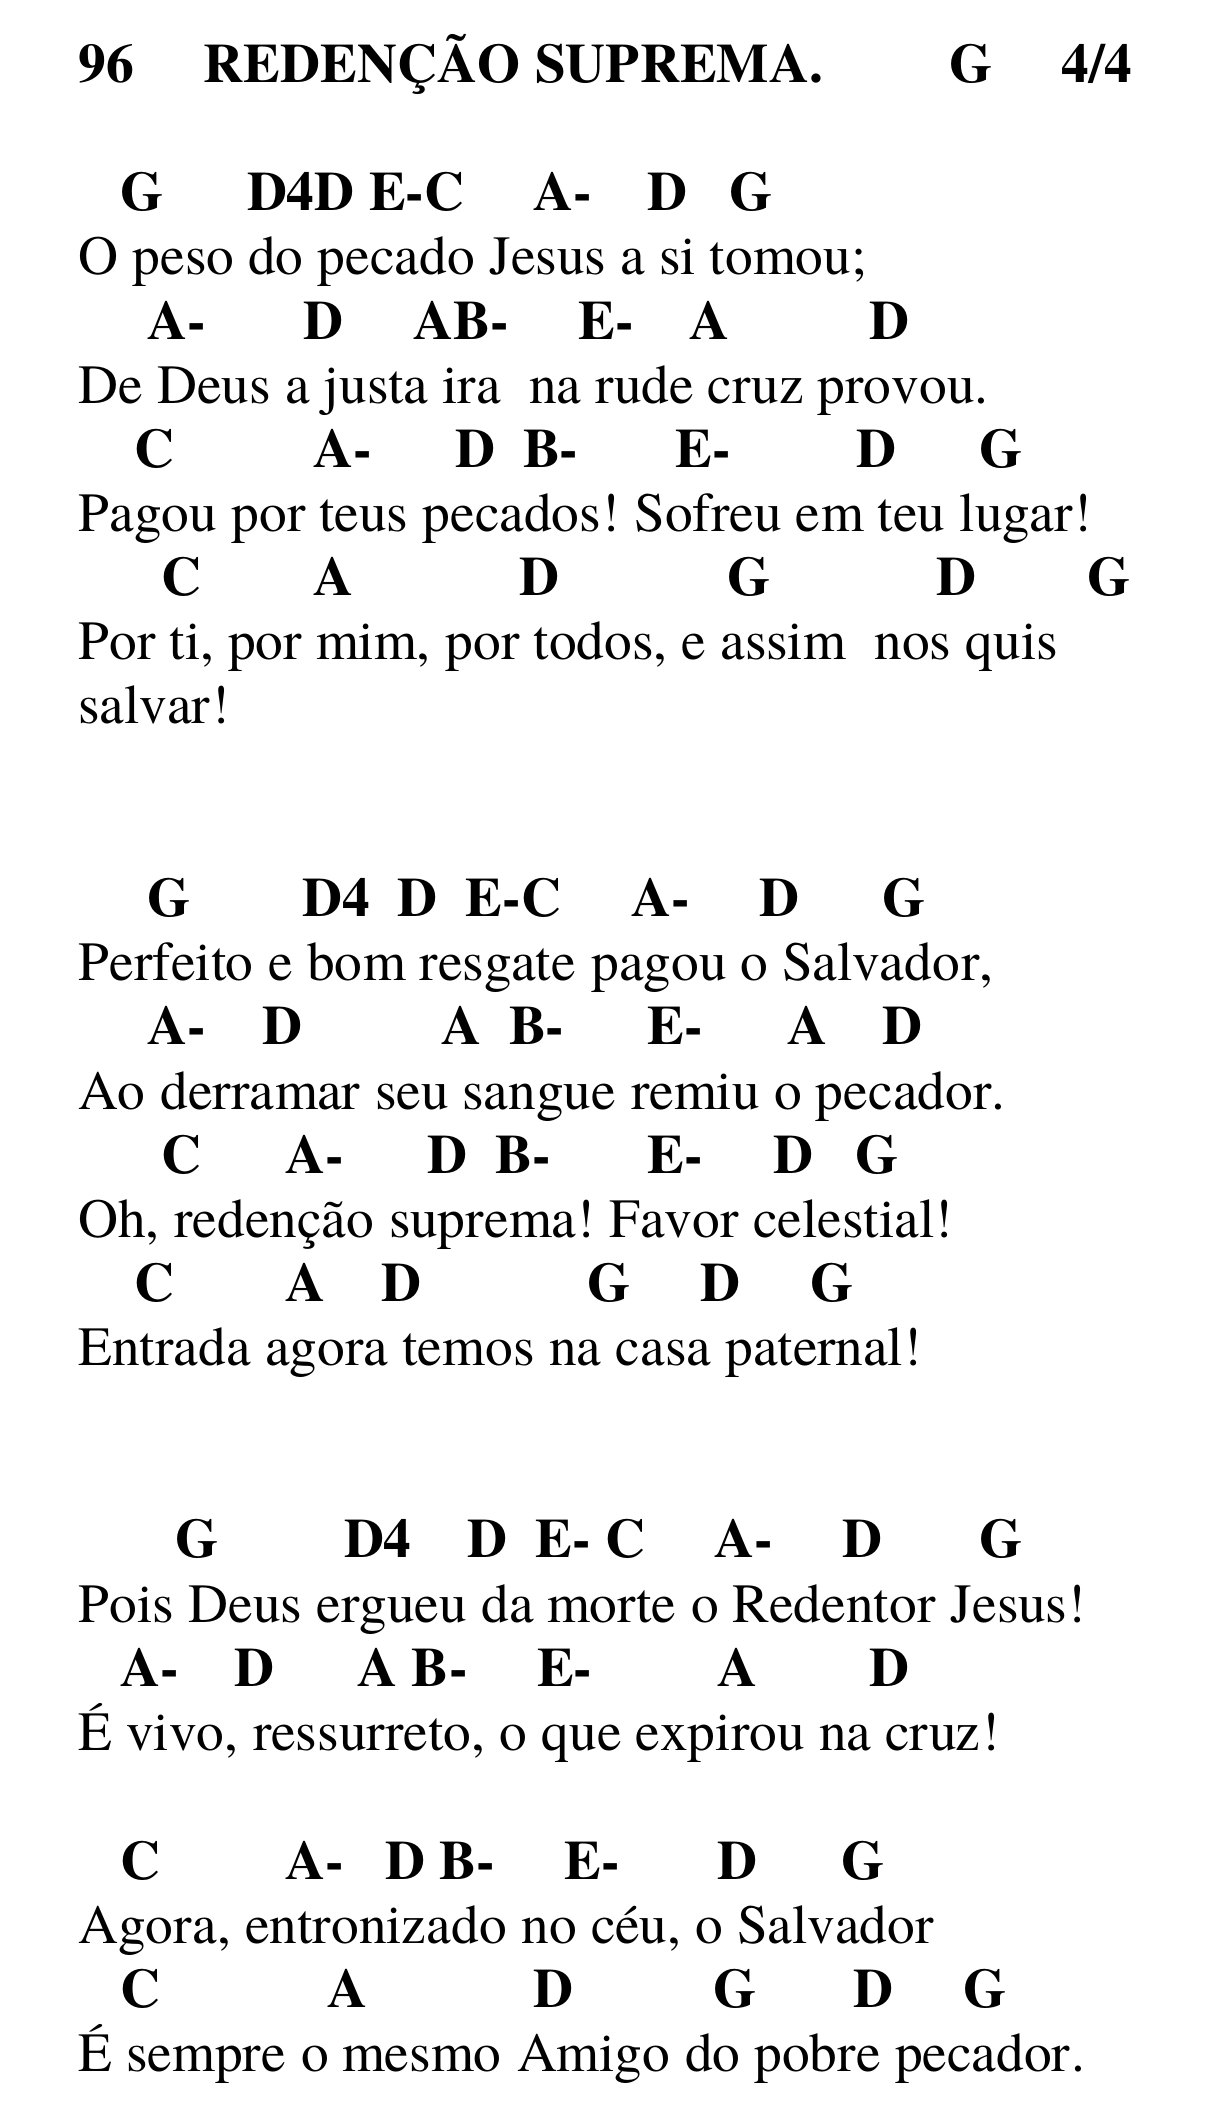 96 REDENÇÃO SUPREMA. G 4/4
G D4D E-C A- D G
O peso do pecado Jesus a si tomou;
A- D AB- E- A D
De Deus a justa ira na rude cruz provou.
C A- D B- E- D G
Pagou por teus pecados! Sofreu em teu lugar!
C A D G D G
Por ti, por mim, por todos, e assim nos quis
salvar!
G D4 D E-C A- D G
Perfeito e bom resgate pagou o Salvador,
A- D A B- E- A D
Ao derramar seu sangue remiu o pecador.
C A- D B- E- D G
Oh, redenção suprema! Favor celestial!
C A D G D G
Entrada agora temos na casa paternal!
G D4 D E- C A- D G
Pois Deus ergueu da morte o Redentor Jesus!
A- D A B- E- A D
É vivo, ressurreto, o que expirou na cruz!
C A- D B- E- D G
Agora, entronizado no céu, o Salvador
C A D G D G
É sempre o mesmo Amigo do pobre pecador.